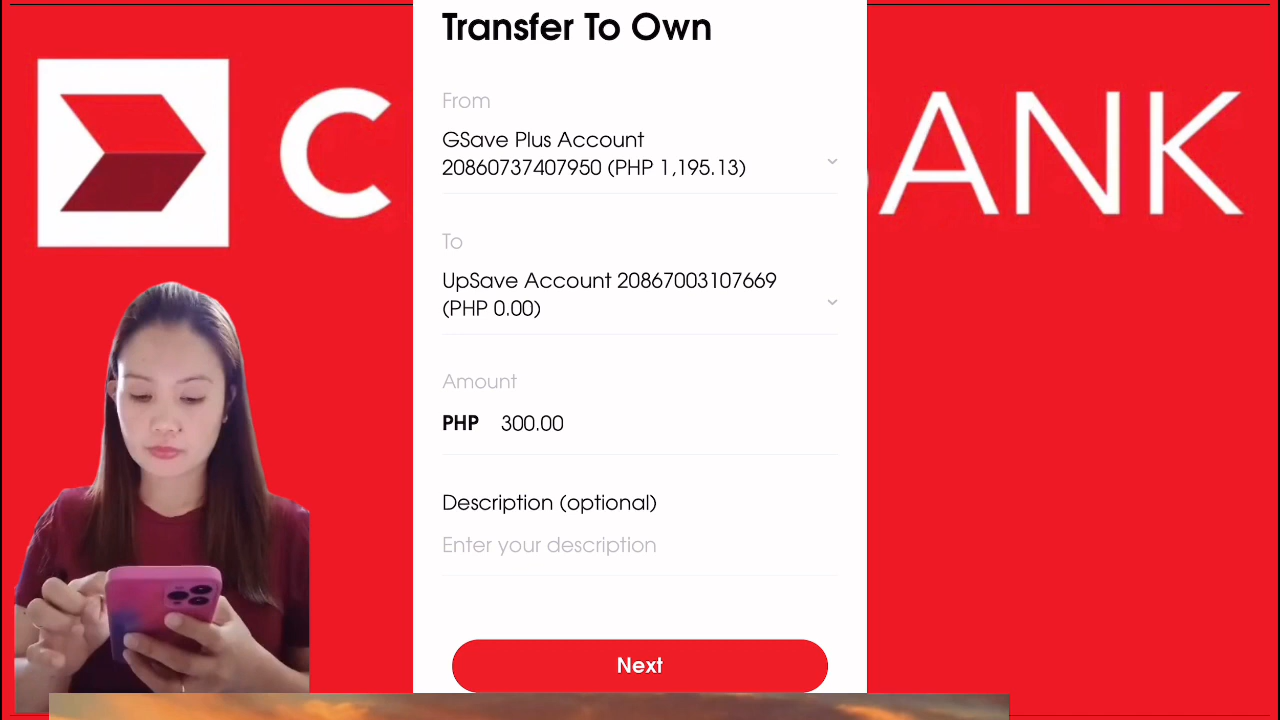 Transfer To Own
C ANK
From
GSave Plus Account
20860737407950 (PHP 1,195.13)
To
UpSave Account 20867003107669
(PHP 0.00)
Amount
PHP 300.00
Description (optional)
Enter your description
Next